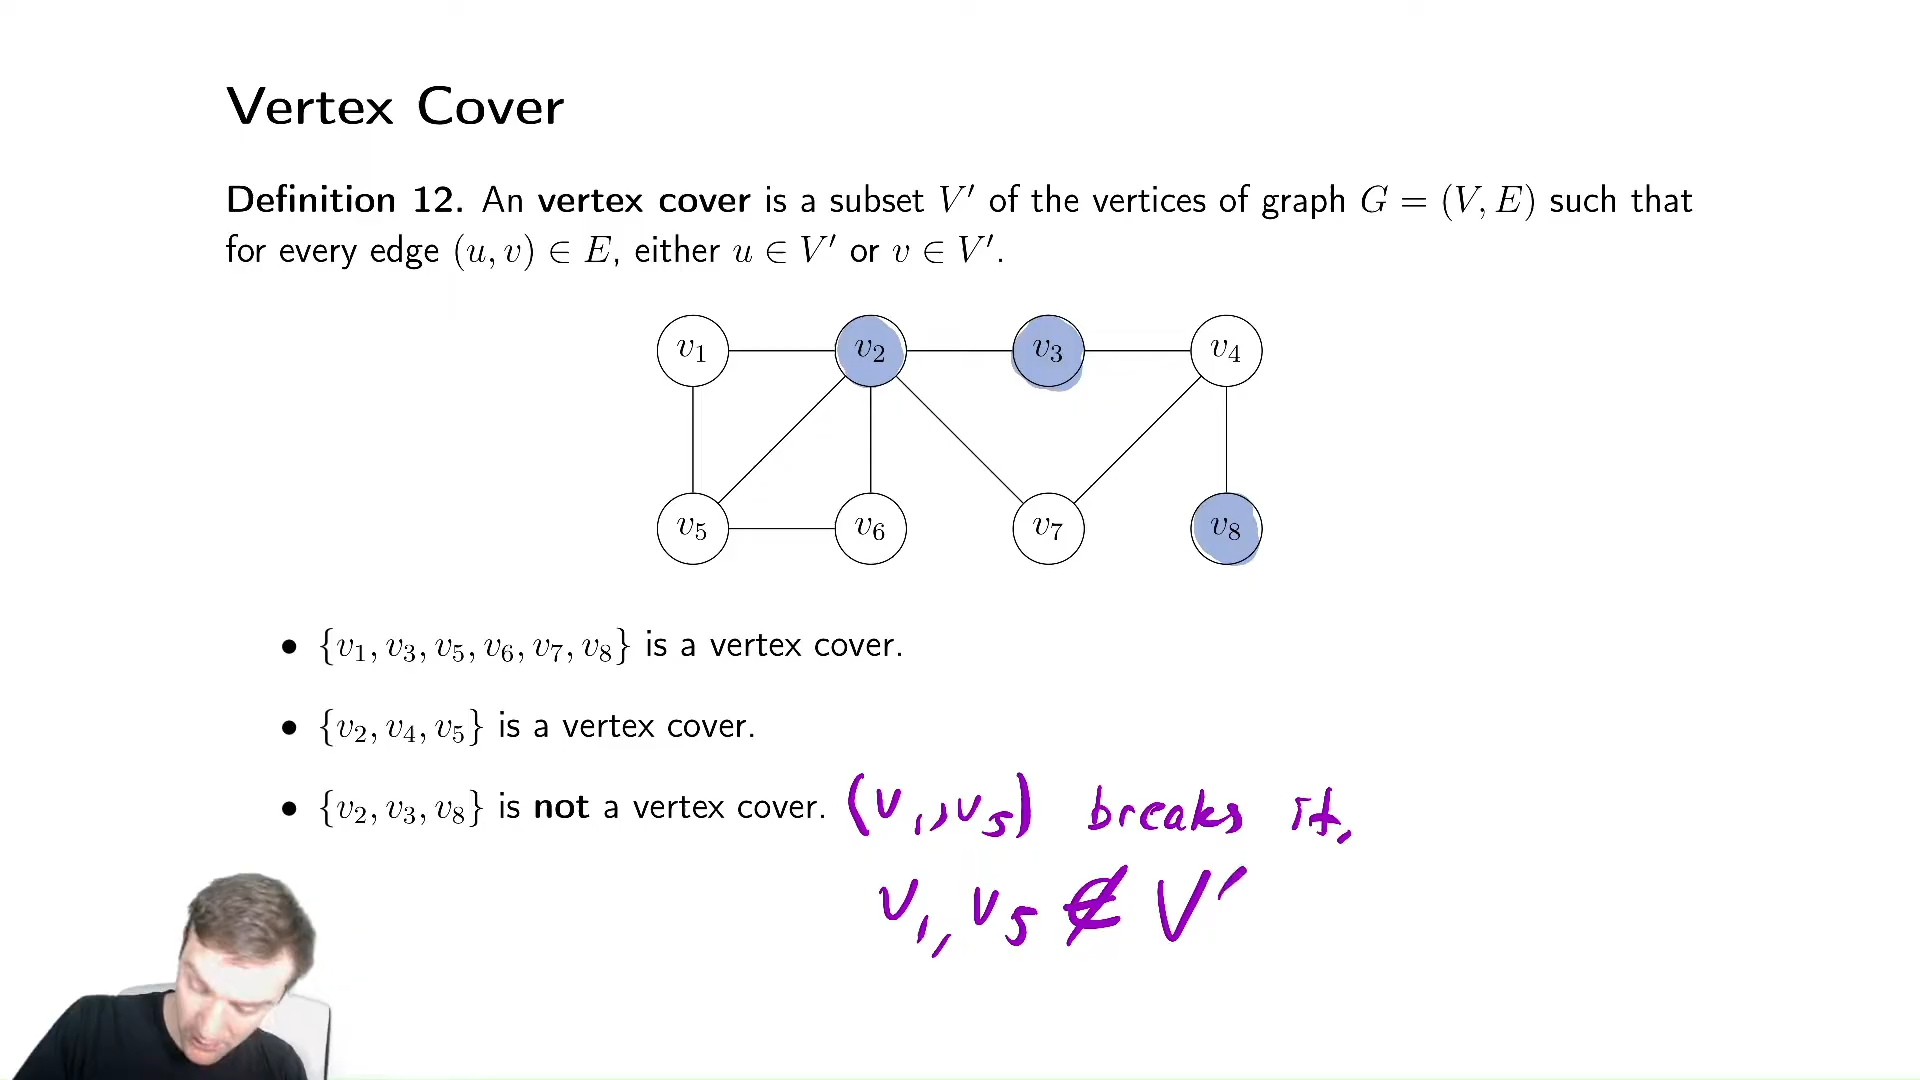 Vertex Cover
Definition 12. An vertex cover is a subset V′ of the vertices of graph G = (V, E) such that
for every edge (u, v) ∈ E, either u ∈ V′ or v ∈ V′.
v₁ v₂ v₃ v₄
v₅ v₆ v₇ v₈
• {v₁, v₃, v₅, v₆, v₇, v₈} is a vertex cover.
• {v₂, v₄, v₅} is a vertex cover.
• {v₂, v₃, v₈} is not a vertex cover. (v₁, v₅) breaks it.
v₁, v₅ ∉ V′